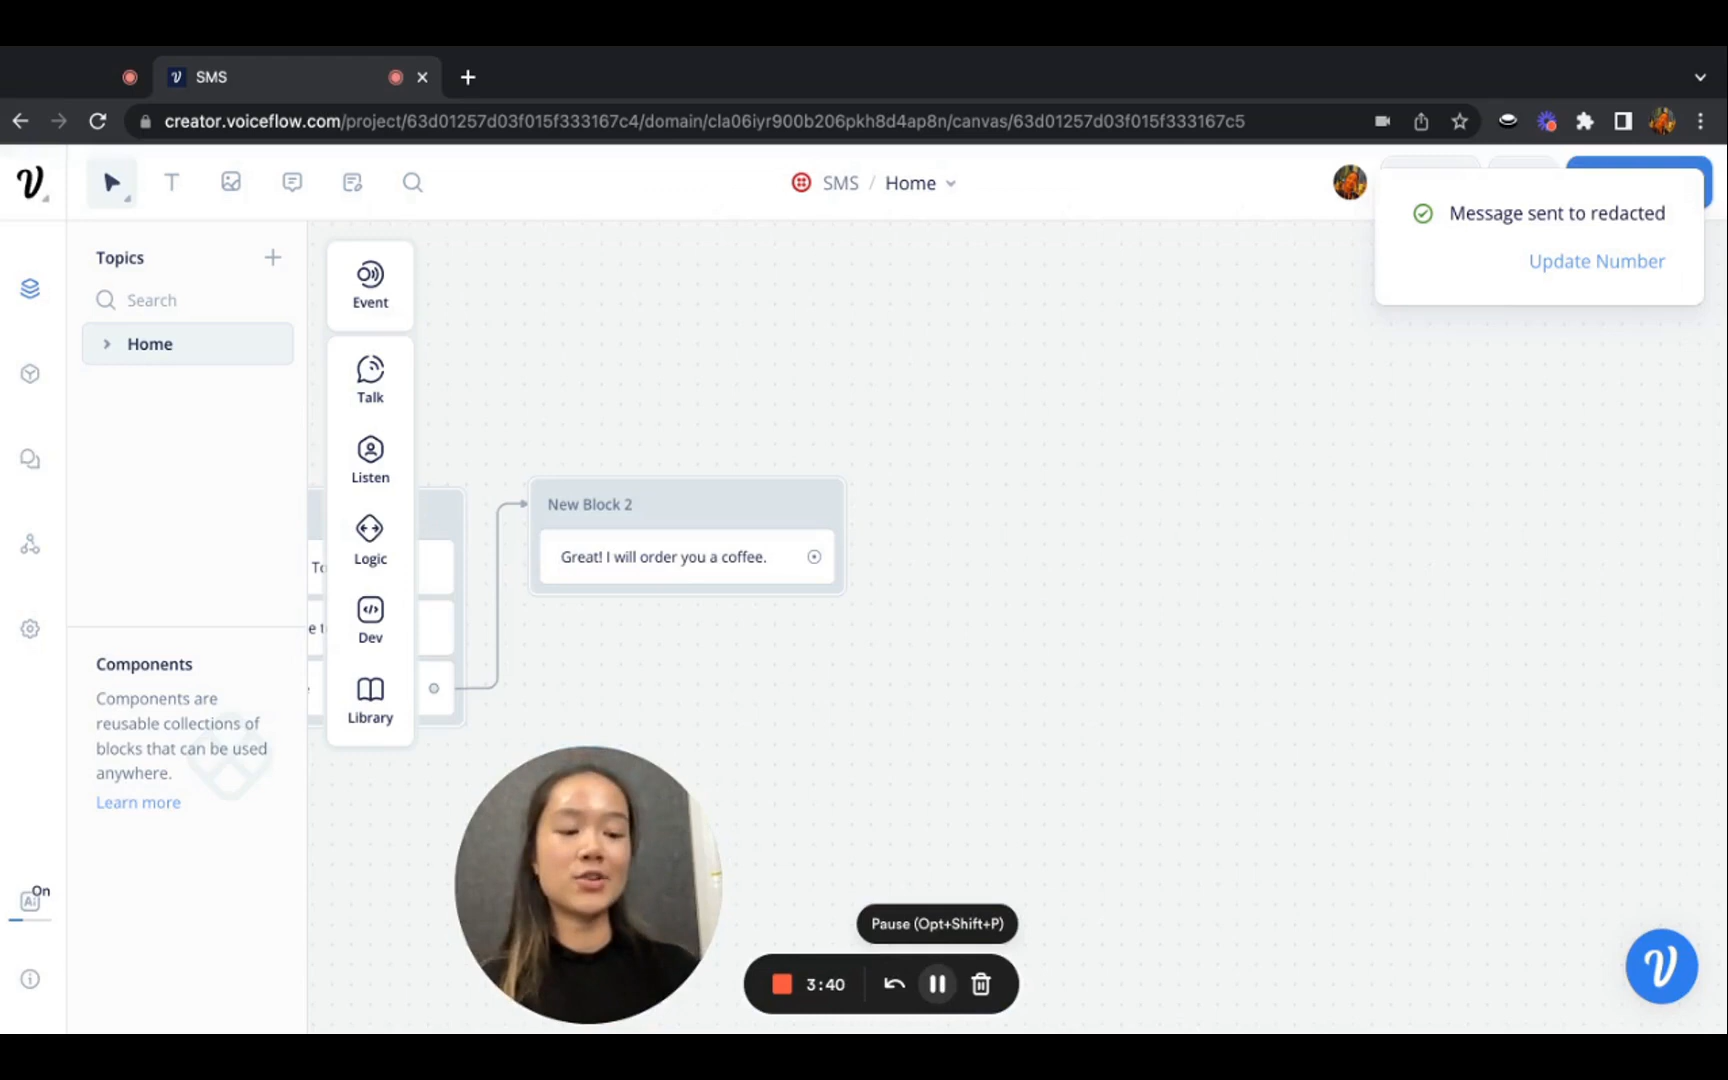 SMS
creator.voiceflow.com/project/63d01257d03f015f333167c4/domain/cla06iyr900b206pkh8d4ap8n/canvas/63d01257d03f015f333167c5
SMS / Home
Message sent to redacted
Update Number
Topics
Search
Home
Event
Talk
Listen
Logic
Dev
Library
New Block 2
Great! I will order you a coffee.
To
e t
Components
Components are
reusable collections of
blocks that can be used
anywhere.
Learn more
On
Ai
Pause (Opt+Shift+P)
3:40